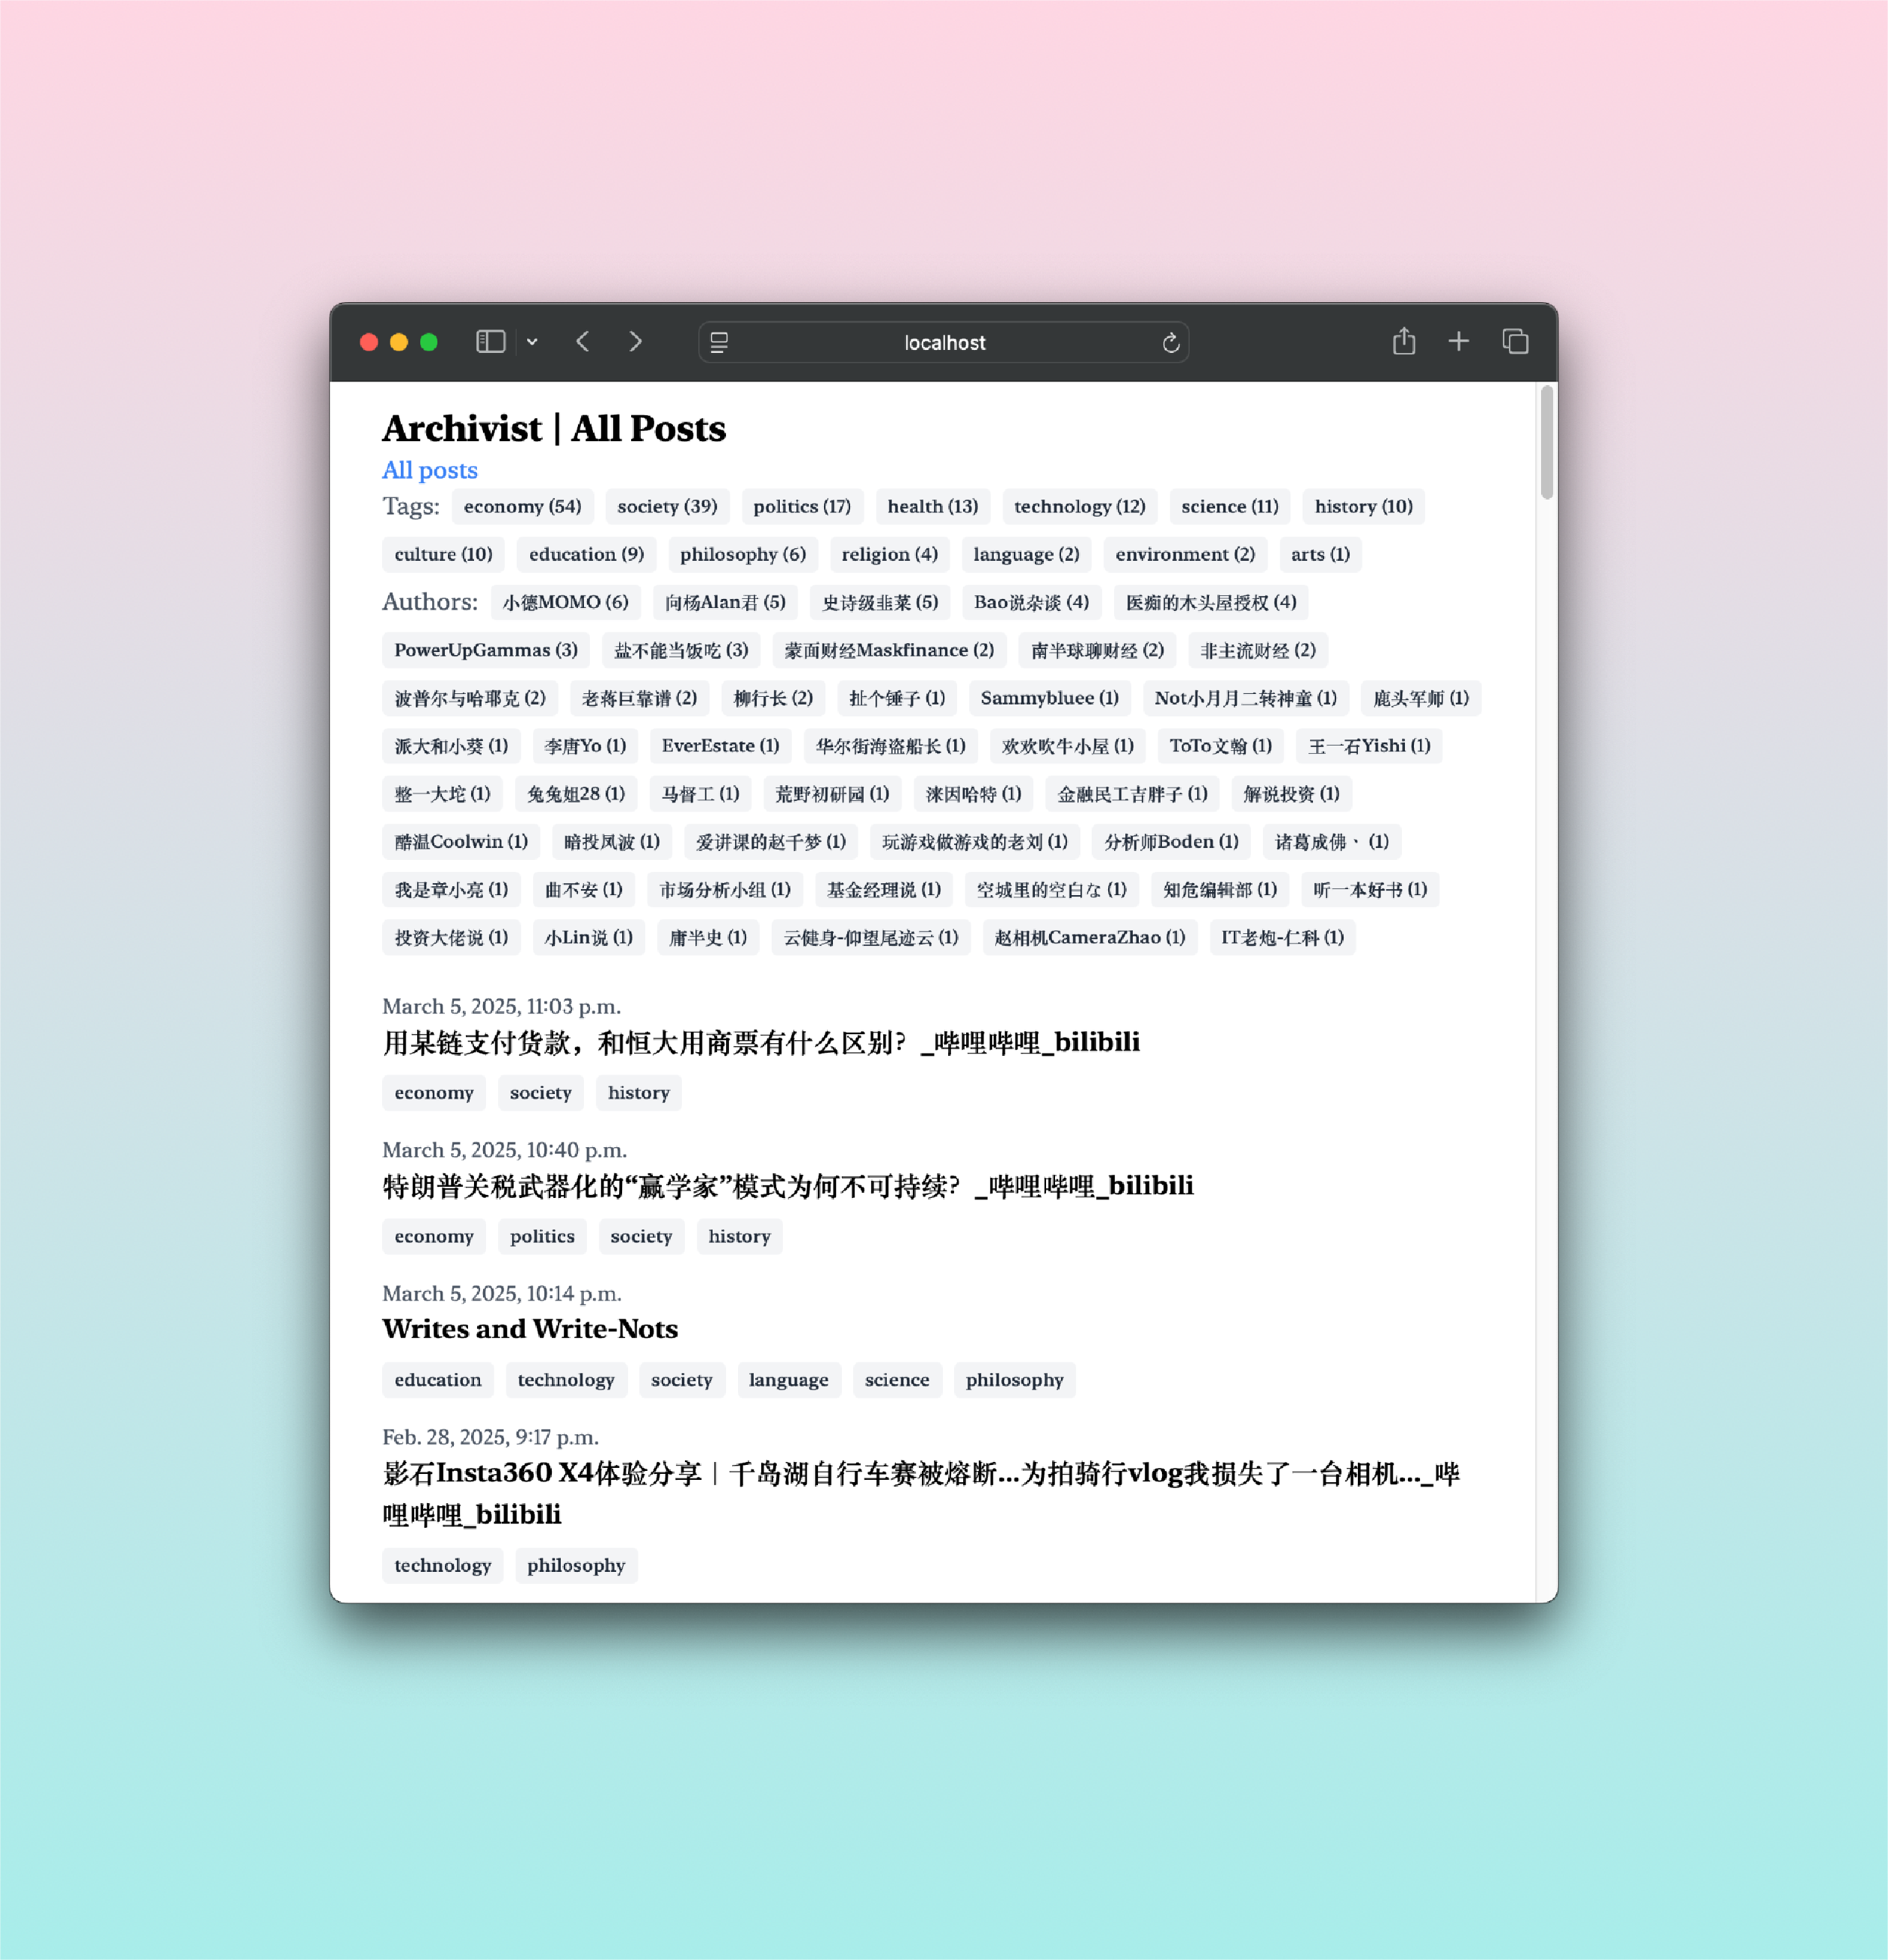 localhost
Archivist | All Posts
All posts
Tags: economy (54) society (39) politics (17) health (13) technology (12) science (11) history (10)
culture (10) education (9) philosophy (6) religion (4) language (2) environment (2) arts (1)
Authors: 小德MOMO (6) 向杨Alan君 (5) 史诗级韭菜 (5) Bao说杂谈 (4) 医痴的木头屋授权 (4)
PowerUpGammas (3) 盐不能当饭吃 (3) 蒙面财经Maskfinance (2) 南半球聊财经 (2) 非主流财经 (2)
波普尔与哈耶克 (2) 老蒋巨靠谱 (2) 柳行长 (2) 扯个锤子 (1) Sammybluee (1) Not小月月二转神童 (1) 鹿头军师 (1)
派大和小葵 (1) 李唐Yo (1) EverEstate (1) 华尔街海盗船长 (1) 欢欢吹牛小屋 (1) ToTo文翰 (1) 王一石Yishi (1)
整一大坨 (1) 兔兔姐28 (1) 马督工 (1) 荒野初研园 (1) 涞因哈特 (1) 金融民工吉胖子 (1) 解说投资 (1)
酷温Coolwin (1) 暗投凤波 (1) 爱讲课的赵千梦 (1) 玩游戏做游戏的老刘 (1) 分析师Boden (1) 诸葛成佛丶 (1)
我是章小亮 (1) 曲不安 (1) 市场分析小组 (1) 基金经理说 (1) 空城里的空白な (1) 知危编辑部 (1) 听一本好书 (1)
投资大佬说 (1) 小Lin说 (1) 庸半史 (1) 云健身-仰望尾迹云 (1) 赵相机CameraZhao (1) IT老炮-仁科 (1)
March 5, 2025, 11:03 p.m.
用某链支付货款，和恒大用商票有什么区别？_哔哩哔哩_bilibili
economy society history
March 5, 2025, 10:40 p.m.
特朗普关税武器化的“赢学家”模式为何不可持续？_哔哩哔哩_bilibili
economy politics society history
March 5, 2025, 10:14 p.m.
Writes and Write-Nots
education technology society language science philosophy
Feb. 28, 2025, 9:17 p.m.
影石Insta360 X4体验分享｜千岛湖自行车赛被熔断...为拍骑行vlog我损失了一台相机..._哔
哩哔哩_bilibili
technology philosophy